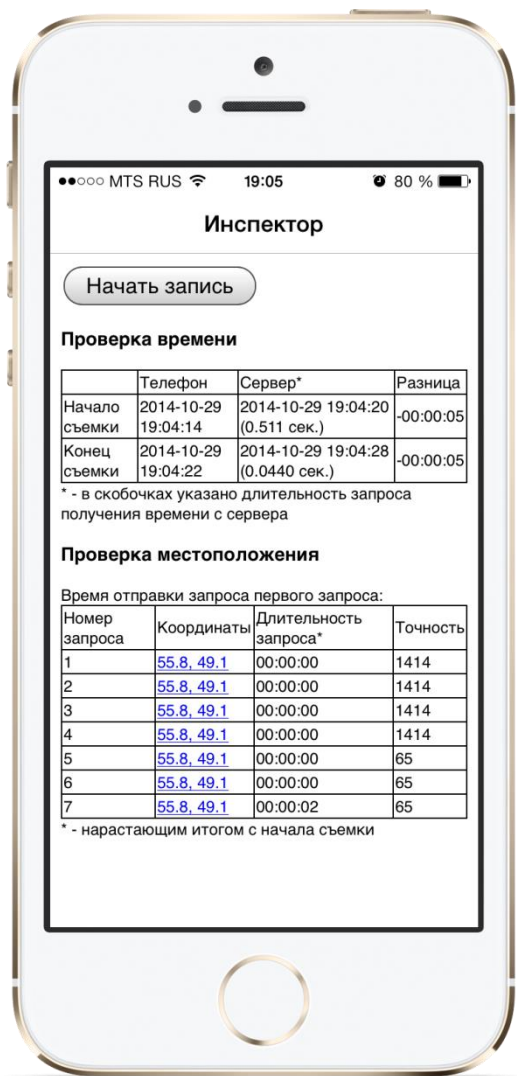 MTS RUS 19:05 80 %
Инспектор
Начать запись
Проверка времени
Телефон Сервер* Разница
Начало съемки 2014-10-29 19:04:14 2014-10-29 19:04:20 (0.511 сек.) -00:00:05
Конец съемки 2014-10-29 19:04:22 2014-10-29 19:04:28 (0.0440 сек.) -00:00:05
* - в скобочках указано длительность запроса
получения времени с сервера
Проверка местоположения
Время отправки запроса первого запроса:
Номер запроса Координаты Длительность запроса* Точность
1 55.8, 49.1 00:00:00 1414
2 55.8, 49.1 00:00:00 1414
3 55.8, 49.1 00:00:00 1414
4 55.8, 49.1 00:00:00 1414
5 55.8, 49.1 00:00:00 65
6 55.8, 49.1 00:00:00 65
7 55.8, 49.1 00:00:02 65
* - нарастающим итогом с начала съемки